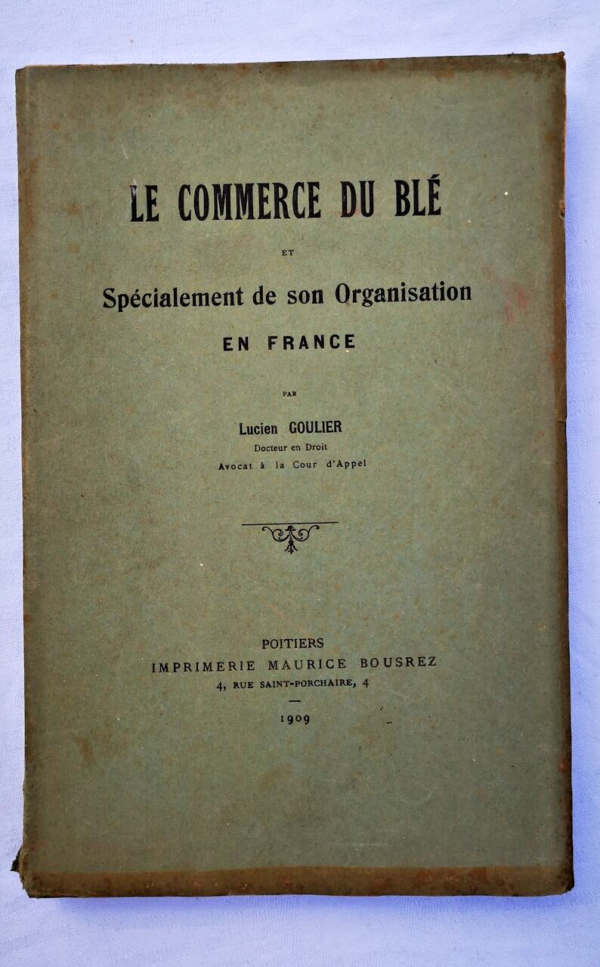 LE COMMERCE DU BLÉ
ET
Spécialement de son Organisation
EN FRANCE
PAR
Lucien GOULIER
Docteur en Droit
Avocat à la Cour d'Appel
POITIERS
IMPRIMERIE MAURICE BOUSREZ
4, RUE SAINT-PORCHAIRE, 4
1909